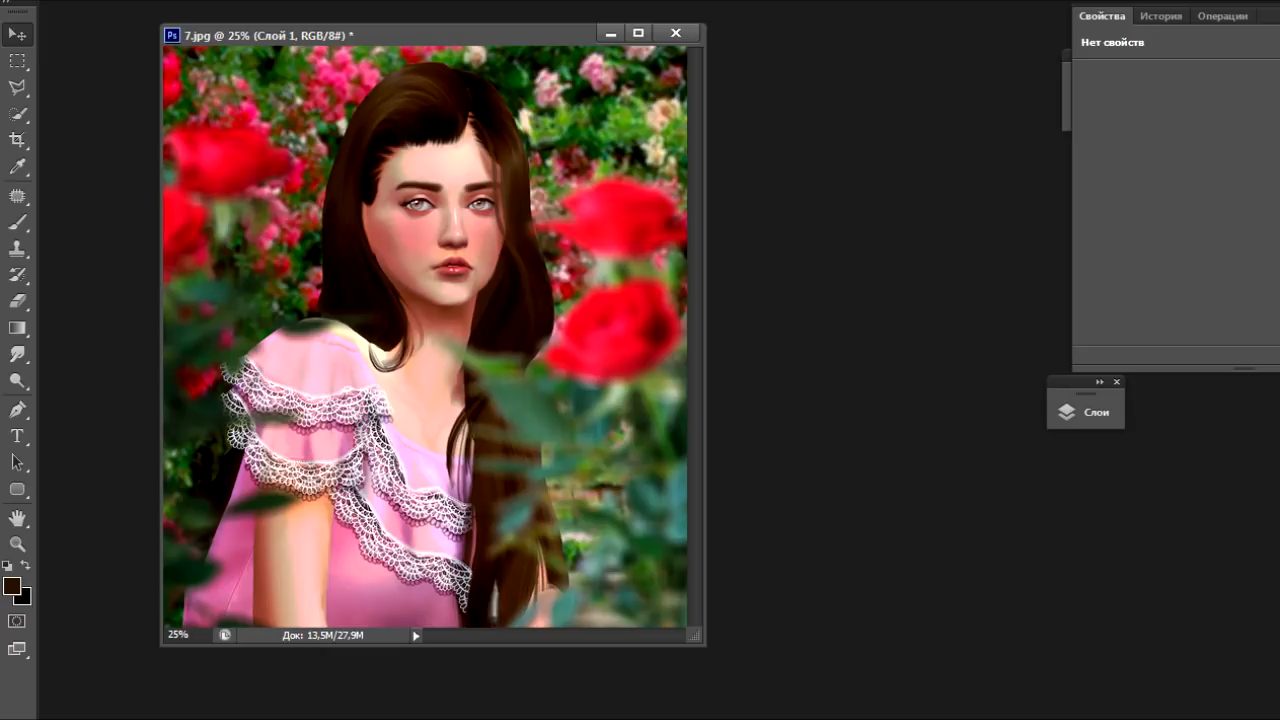 Ps 7.jpg @ 25% (Слой 1, RGB/8#) *
Свойства История Операции
Нет свойств
Слои
T
25% Док: 13,5M/27,9M